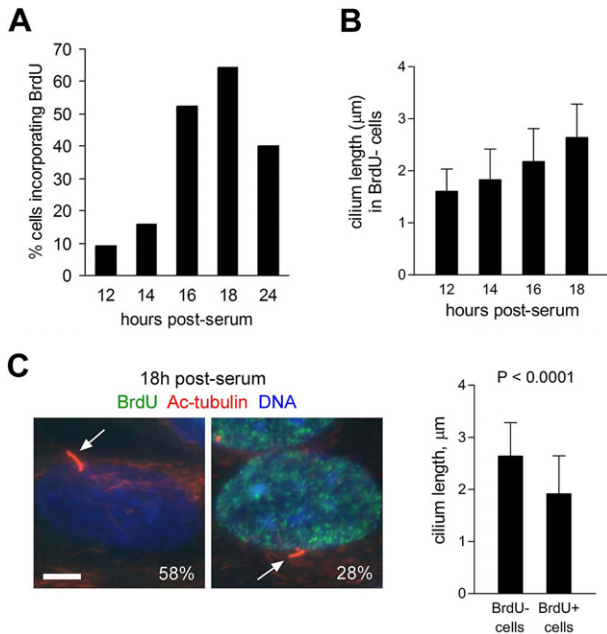 A
% cells incorporating BrdU
70
60
50
40
30
20
10
0
12 14 16 18 24
hours post-serum
B
cilium length (μm)
in BrdU- cells
4
3
2
1
0
12 14 16 18
hours post-serum
C
18h post-serum
BrdU Ac-tubulin DNA
58%
28%
P < 0.0001
cilium length, μm
4
3
2
1
0
BrdU- BrdU+
cells cells